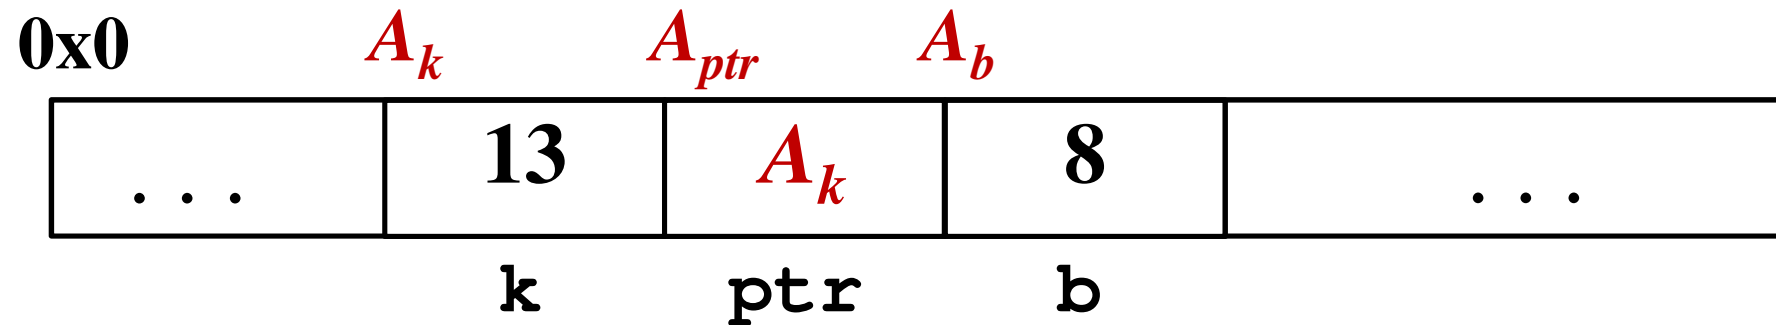 0x0 A_k A_ptr A_b
. . . 13 A_k 8 . . .
k ptr b